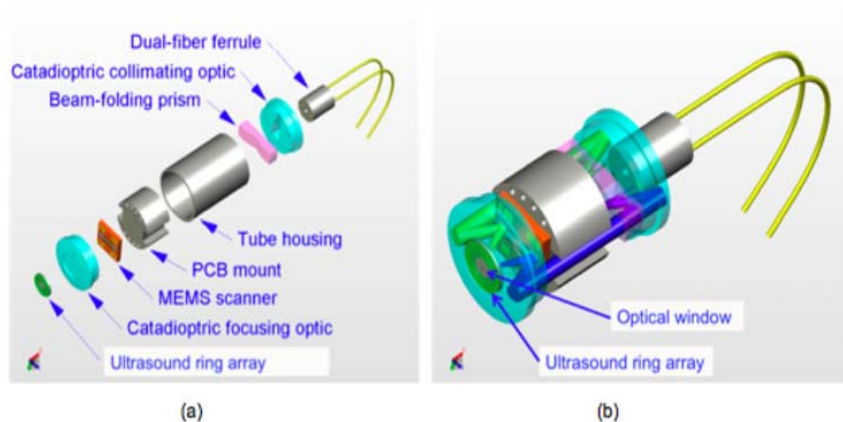 Dual-fiber ferrule
Catadioptric collimating optic
Beam-folding prism
Tube housing
PCB mount
MEMS scanner
Catadioptric focusing optic
Ultrasound ring array
Optical window
Ultrasound ring array
(a)
(b)